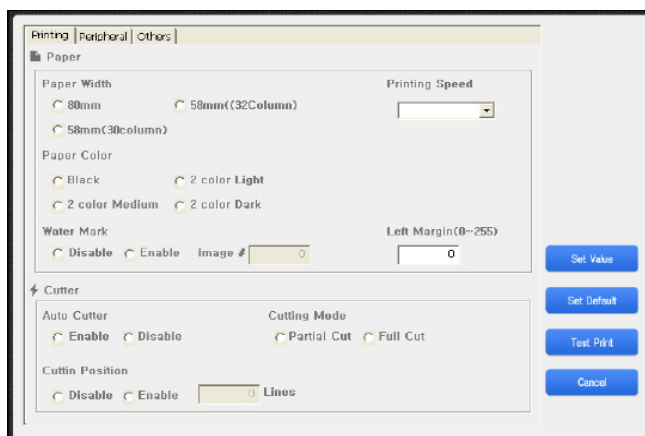 Printing Peripheral Others
Paper
Paper Width Printing Speed
80mm 58mm((32Column)
58mm(30column)
Paper Color
Black 2 color Light
2 color Medium 2 color Dark
Water Mark Left Margin(0~255)
Disable Enable Image # 0 0
Set Value
Cutter
Set Default
Auto Cutter Cutting Mode
Enable Disable Partial Cut Full Cut
Test Print
Cuttin Position
Cancel
Disable Enable 0 Lines